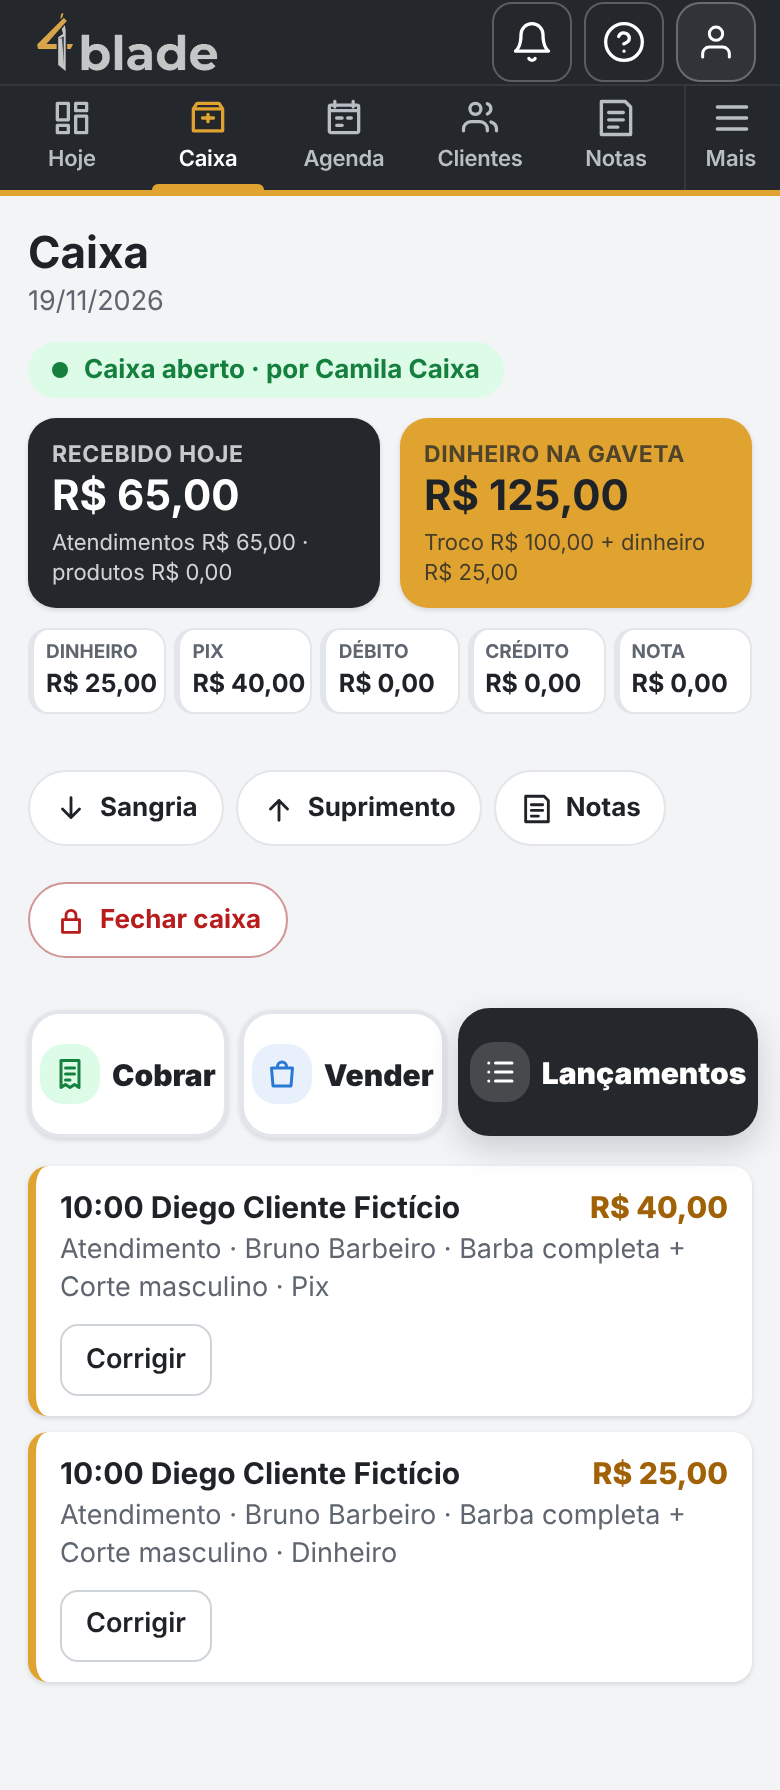 4blade
Hoje
Caixa
Agenda
Clientes
Notas
Mais
Caixa
19/11/2026
Caixa aberto · por Camila Caixa
RECEBIDO HOJE
R$ 65,00
Atendimentos R$ 65,00 ·
produtos R$ 0,00
DINHEIRO NA GAVETA
R$ 125,00
Troco R$ 100,00 + dinheiro
R$ 25,00
DINHEIRO
R$ 25,00
PIX
R$ 40,00
DÉBITO
R$ 0,00
CRÉDITO
R$ 0,00
NOTA
R$ 0,00
Sangria
Suprimento
Notas
Fechar caixa
Cobrar
Vender
Lançamentos
10:00 Diego Cliente Fictício R$ 40,00
Atendimento · Bruno Barbeiro · Barba completa +
Corte masculino · Pix
Corrigir
10:00 Diego Cliente Fictício R$ 25,00
Atendimento · Bruno Barbeiro · Barba completa +
Corte masculino · Dinheiro
Corrigir